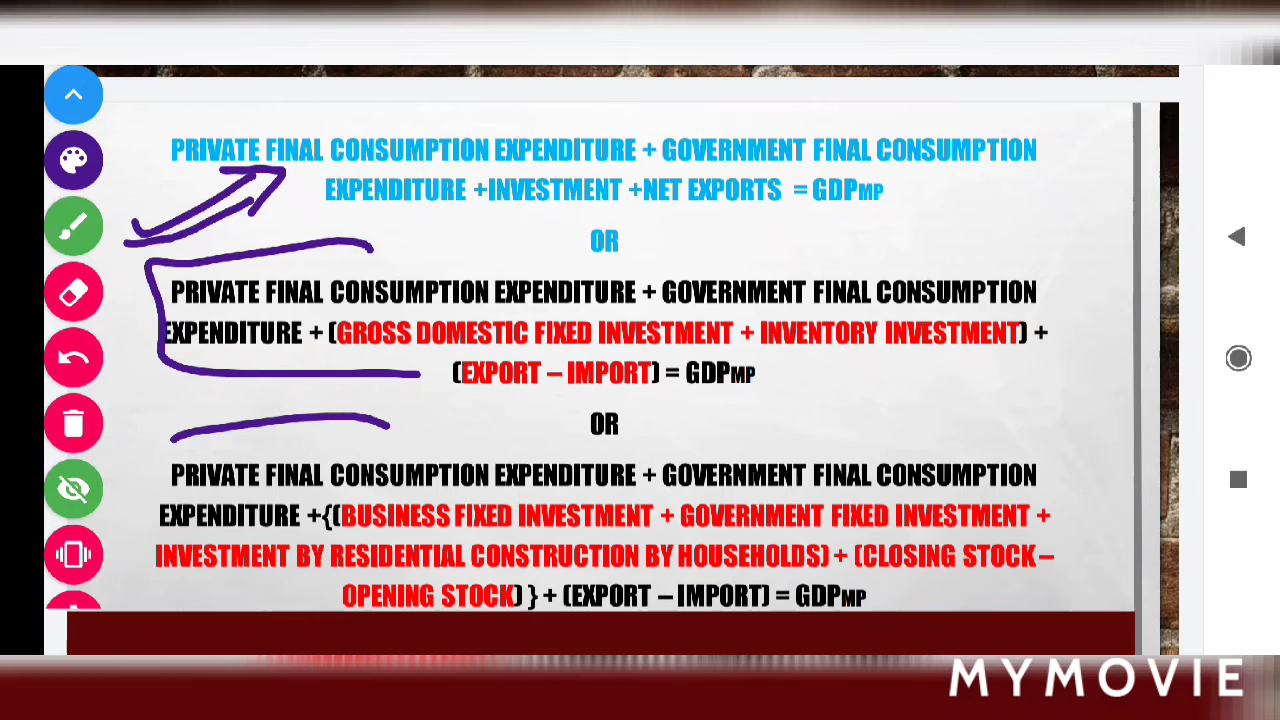 PRIVATE FINAL CONSUMPTION EXPENDITURE + GOVERNMENT FINAL CONSUMPTION
EXPENDITURE +INVESTMENT +NET EXPORTS = GDPMP
OR
PRIVATE FINAL CONSUMPTION EXPENDITURE + GOVERNMENT FINAL CONSUMPTION
EXPENDITURE + (GROSS DOMESTIC FIXED INVESTMENT + INVENTORY INVESTMENT) +
(EXPORT – IMPORT) = GDPMP
OR
PRIVATE FINAL CONSUMPTION EXPENDITURE + GOVERNMENT FINAL CONSUMPTION
EXPENDITURE +{(BUSINESS FIXED INVESTMENT + GOVERNMENT FIXED INVESTMENT +
INVESTMENT BY RESIDENTIAL CONSTRUCTION BY HOUSEHOLDS) + (CLOSING STOCK –
OPENING STOCK) } + (EXPORT – IMPORT) = GDPMP
MYMOVIE